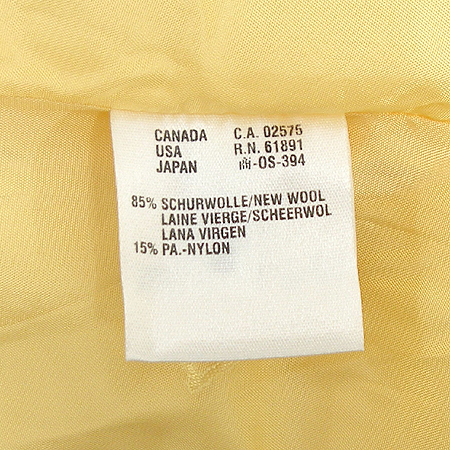 CANADA C.A. 02575
USA R.N. 61891
JAPAN -OS-394
85% SCHURWOLLE/NEW WOOL
LAINE VIERGE/SCHEERWOL
LANA VIRGEN
15% PA.-NYLON